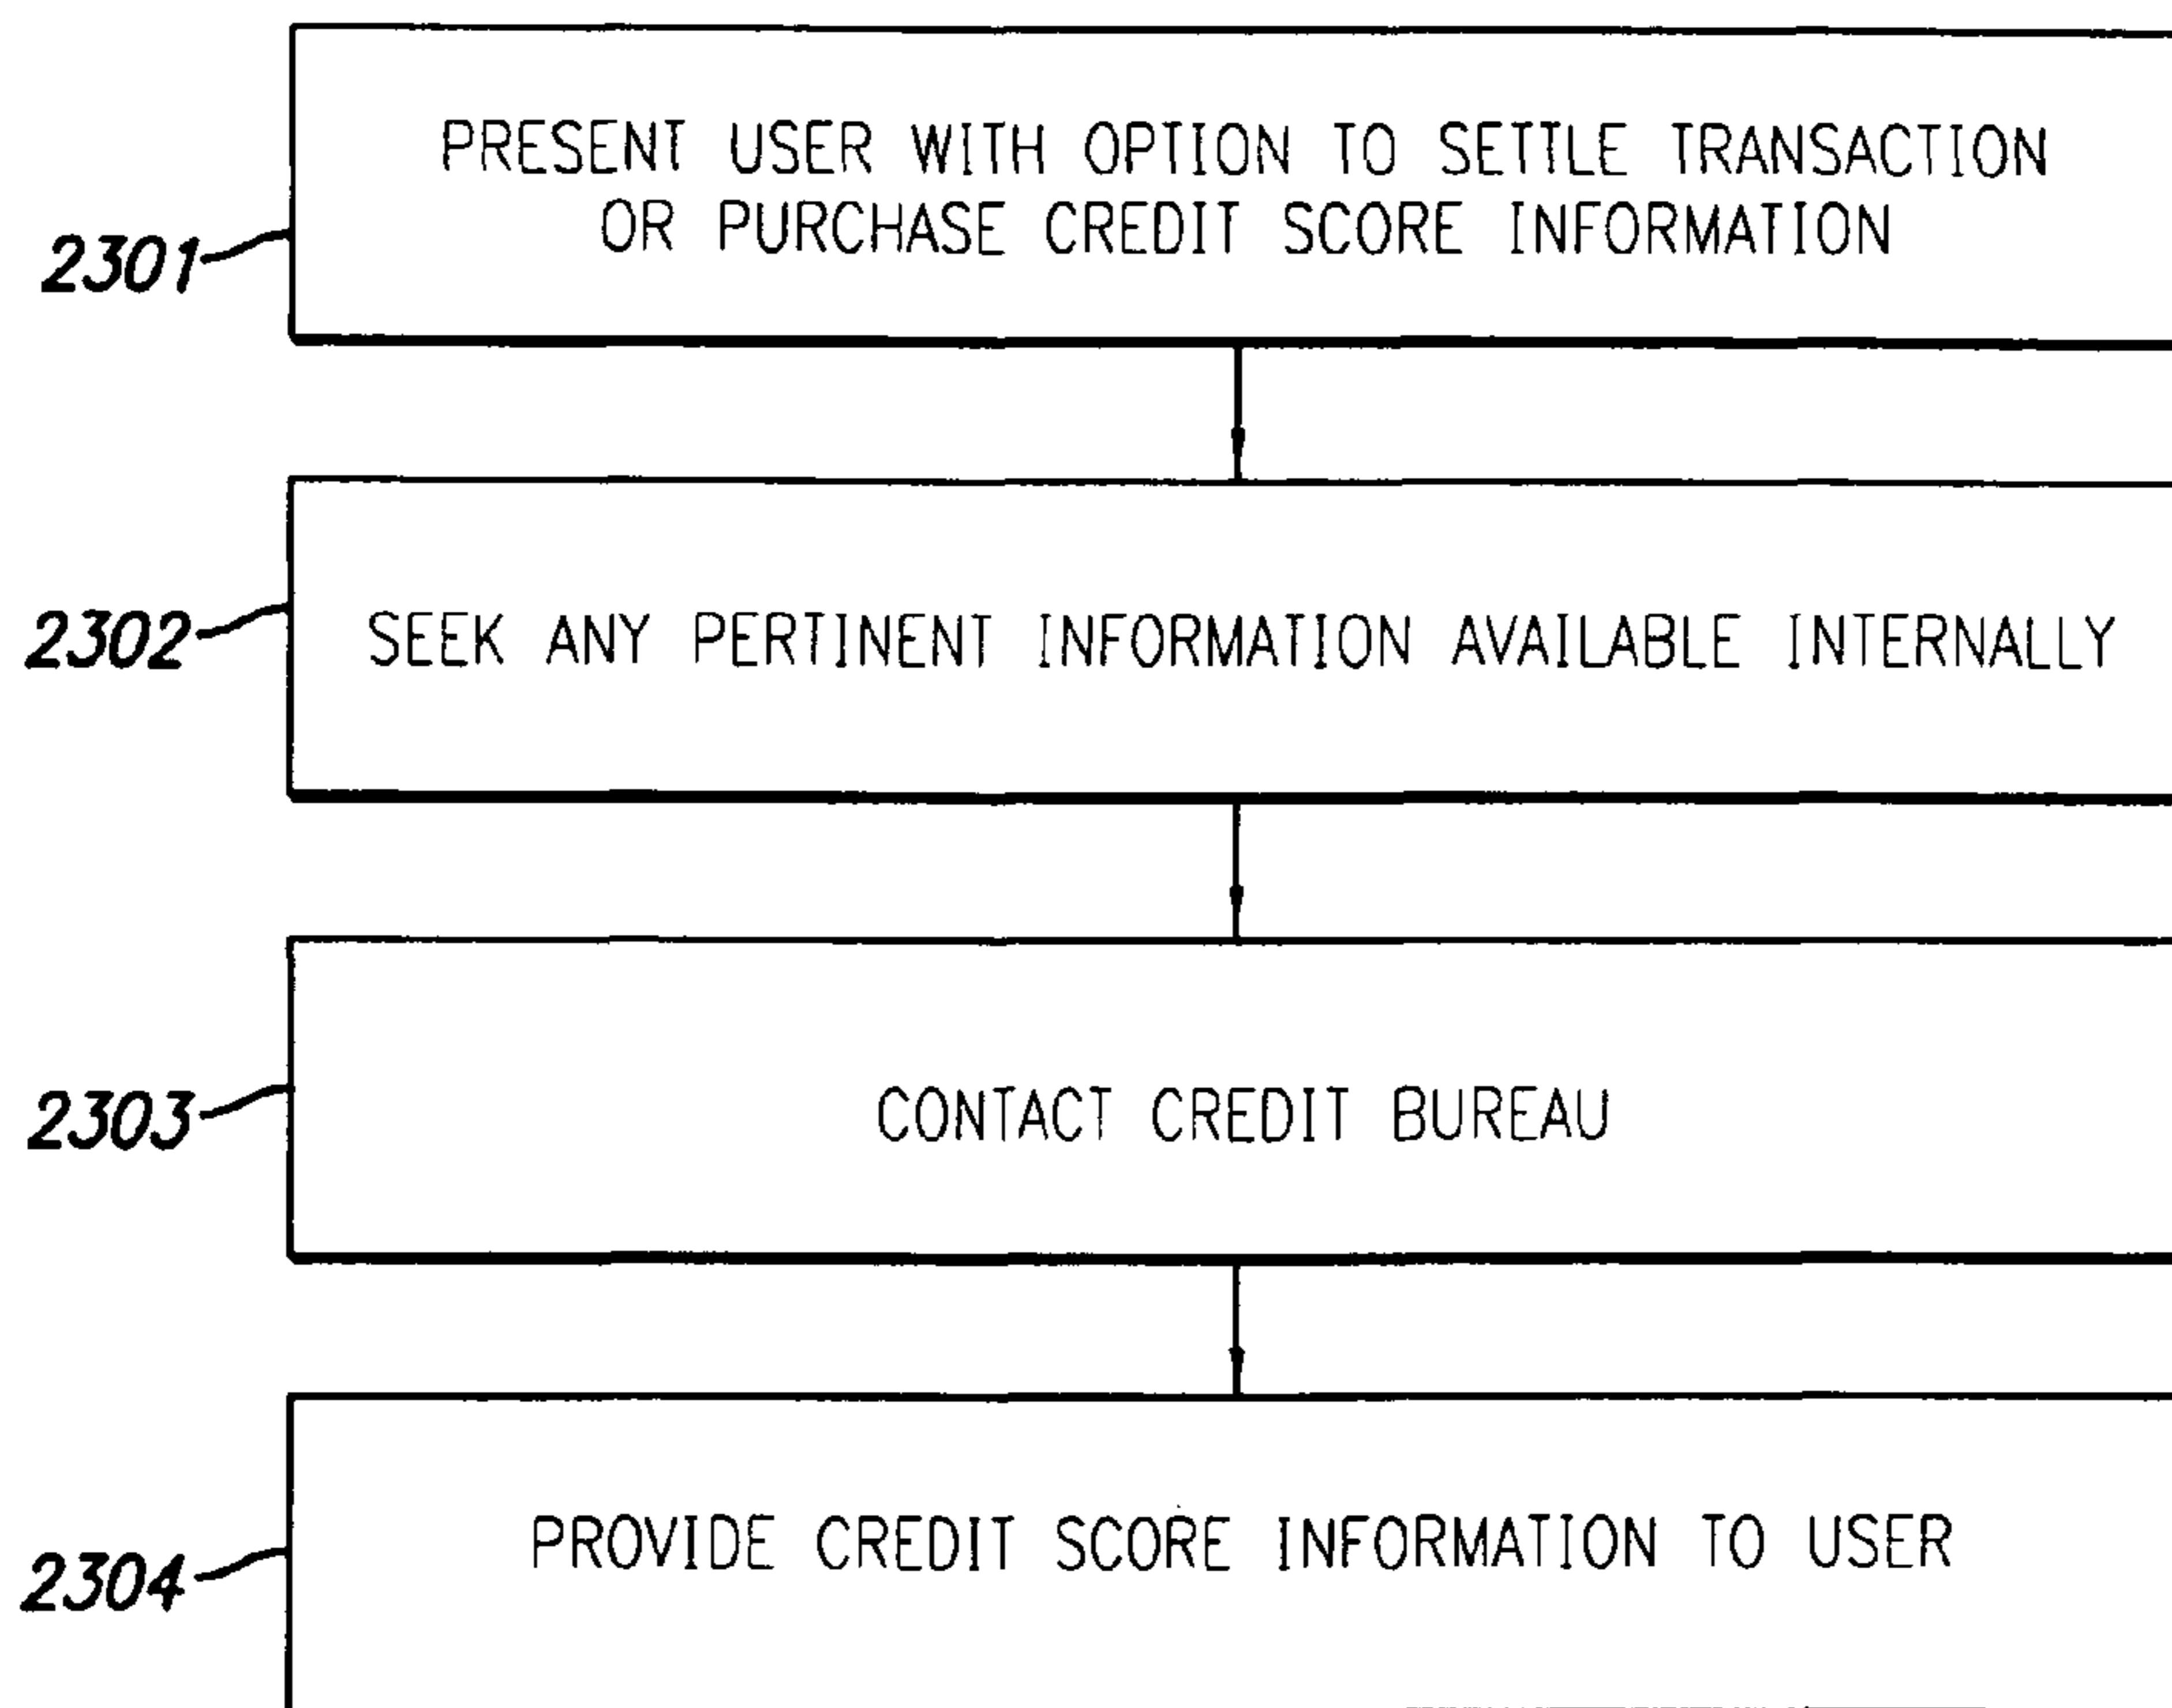 PRESENT USER WITH OPTION TO SETTLE TRANSACTION
OR PURCHASE CREDIT SCORE INFORMATION
2301
2302
SEEK ANY PERTINENT INFORMATION AVAILABLE INTERNALLY
2303
CONTACT CREDIT BUREAU
PROVIDE CREDIT SCORE INFORMATION TO USER
2304